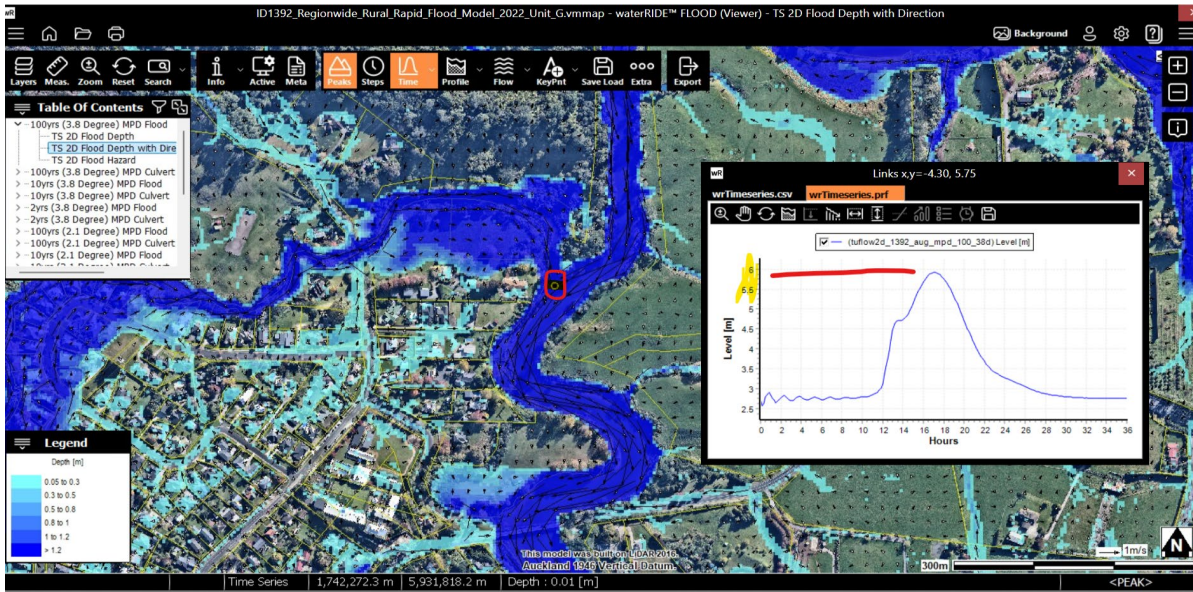 wR
ID1392_Regionwide_Rural_Rapid_Flood_Model_2022_Unit_G.vmmap - waterRIDE™ FLOOD (Viewer) - TS 2D Flood Depth with Direction
Background
Layers Meas. Zoom Reset Search Info Active Meta Peaks Steps Time Profile Flow KeyPnt Save Load Extra Export
Table Of Contents
100yrs (3.8 Degree) MPD Flood
TS 2D Flood Depth
TS 2D Flood Depth with Dire
TS 2D Flood Hazard
100yrs (3.8 Degree) MPD Culvert
10yrs (3.8 Degree) MPD Flood
10yrs (3.8 Degree) MPD Culvert
2yrs (3.8 Degree) MPD Flood
2yrs (3.8 Degree) MPD Culvert
100yrs (2.1 Degree) MPD Flood
100yrs (2.1 Degree) MPD Culvert
10yrs (2.1 Degree) MPD Flood
10yrs (2.1 Degree) MPD Culvert
wR
Links x,y=-4.30, 5.75
wrTimeseries.csv wrTimeseries.prf
(tuflow2d_1392_aug_mpd_100_38d) Level [m]
6
5.5
5
4.5
4
3.5
3
2.5
Level [m]
0 2 4 6 8 10 12 14 16 18 20 22 24 26 28 30 32 34 36
Hours
Legend
Depth [m]
0.05 to 0.3
0.3 to 0.5
0.5 to 0.8
0.8 to 1
1 to 1.2
> 1.2
This model was built on LiDAR 2016.
Auckland 1946 Vertical Datum.
1m/s
300m
N
Time Series 1,742,272.3 m 5,931,818.2 m Depth : 0.01 [m] <PEAK>